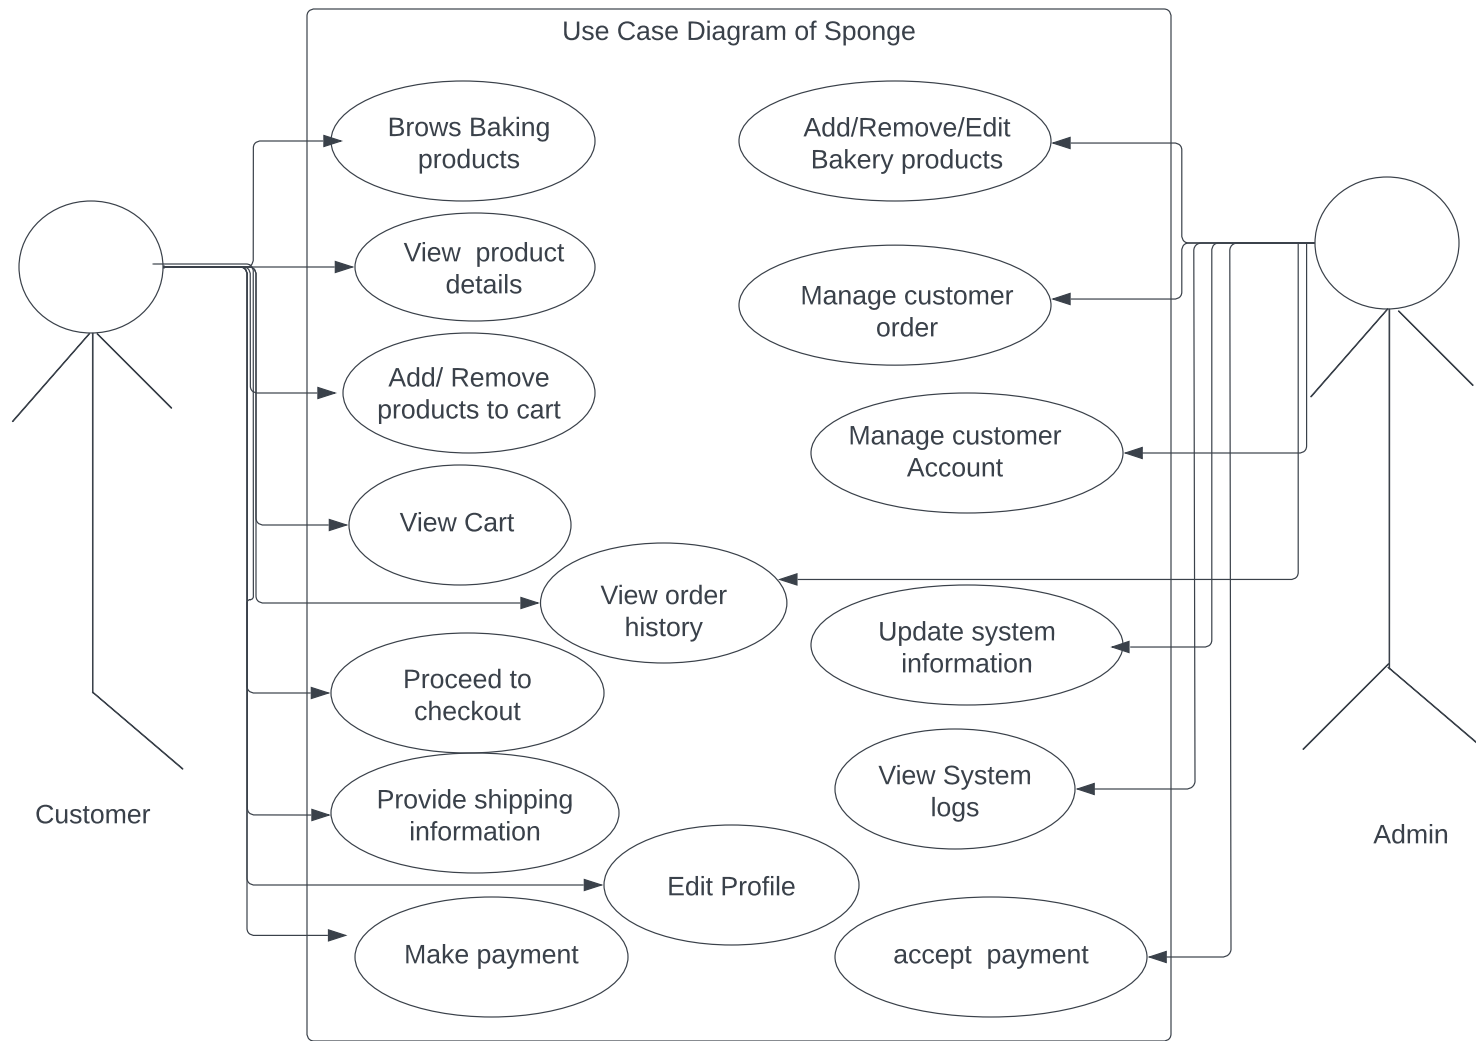 Use Case Diagram of Sponge
Brows Baking
products
Add/Remove/Edit
Bakery products
View  product
details
Manage customer
order
Add/ Remove
products to cart
Manage customer
Account
View Cart
View order
history
Update system
information
Proceed to
checkout
View System
logs
Provide shipping
information
Customer
Admin
Edit Profile
Make payment
accept  payment